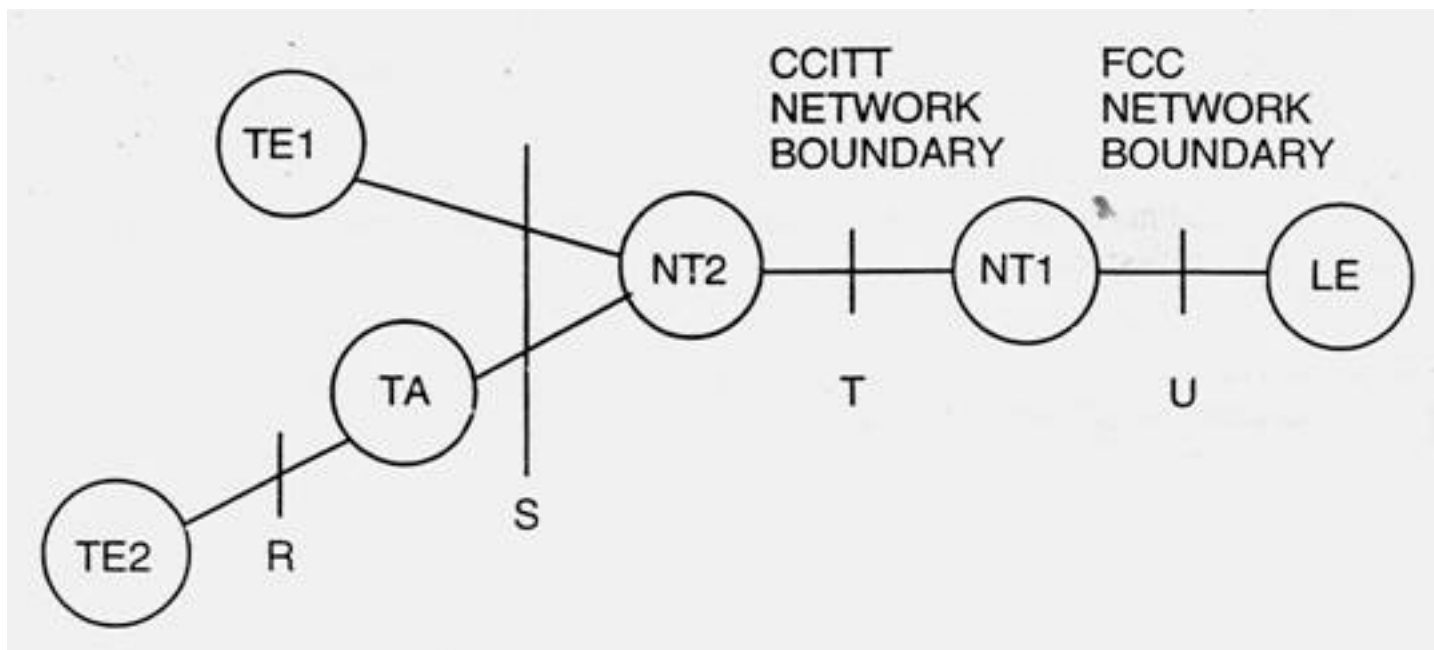 CCITT
NETWORK
BOUNDARY
FCC
NETWORK
BOUNDARY
TE1
NT2
NT1
LE
TA
T
U
S
TE2
R